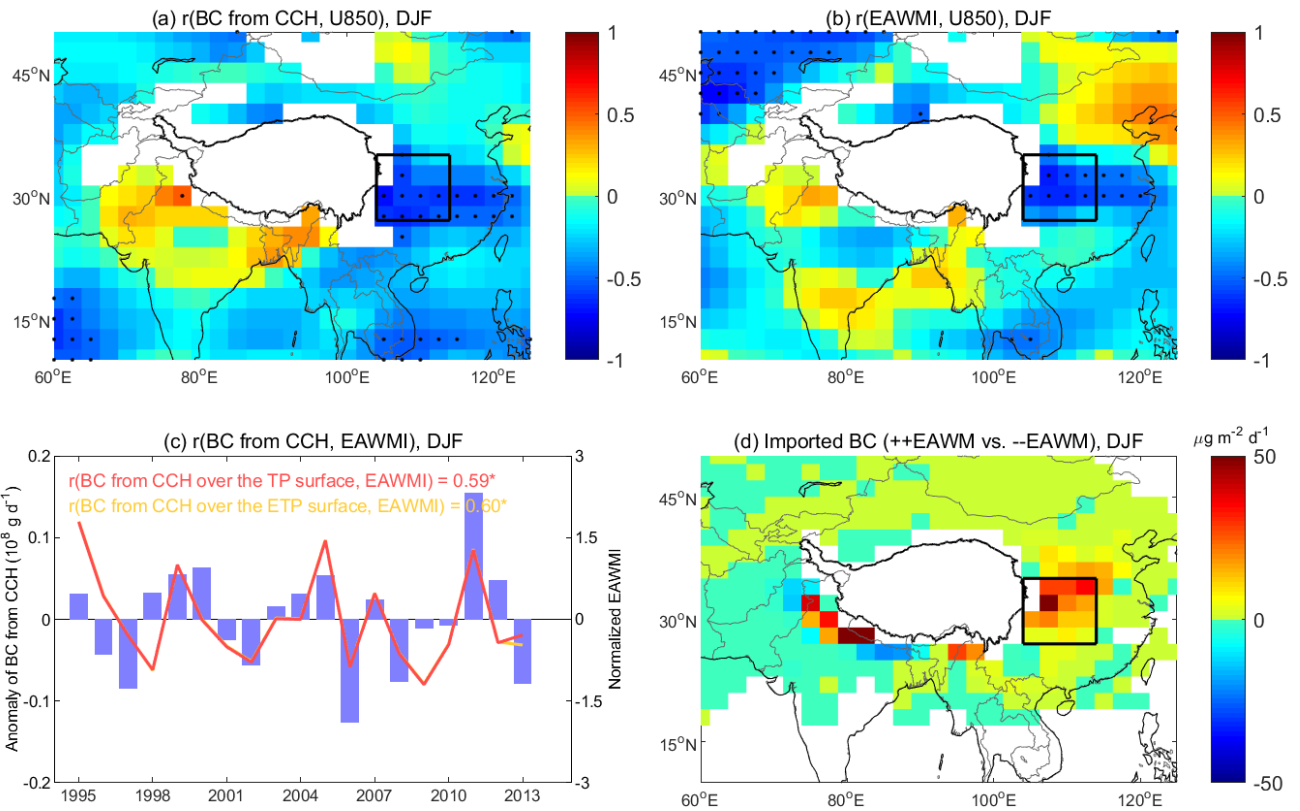 (a) r(BC from CCH, U850), DJF
45°N
30°N
15°N
60°E
80°E
100°E
120°E
1
0.5
0
-0.5
-1
(b) r(EAWMI, U850), DJF
45°N
30°N
15°N
60°E
80°E
100°E
120°E
1
0.5
0
-0.5
-1
(c) r(BC from CCH, EAWMI), DJF
r(BC from CCH over the TP surface, EAWMI) = 0.59*
r(BC from CCH over the ETP surface, EAWMI) = 0.60*
Anomaly of BC from CCH (10⁸ g d⁻¹)
0.2
0.1
0
-0.1
-0.2
1995
1998
2001
2004
2007
2010
2013
3
1.5
0
-1.5
-3
Normalized EAWMI
(d) Imported BC (++EAWM vs. --EAWM), DJF
μg m⁻² d⁻¹
45°N
30°N
15°N
60°E
80°E
100°E
120°E
50
0
-50